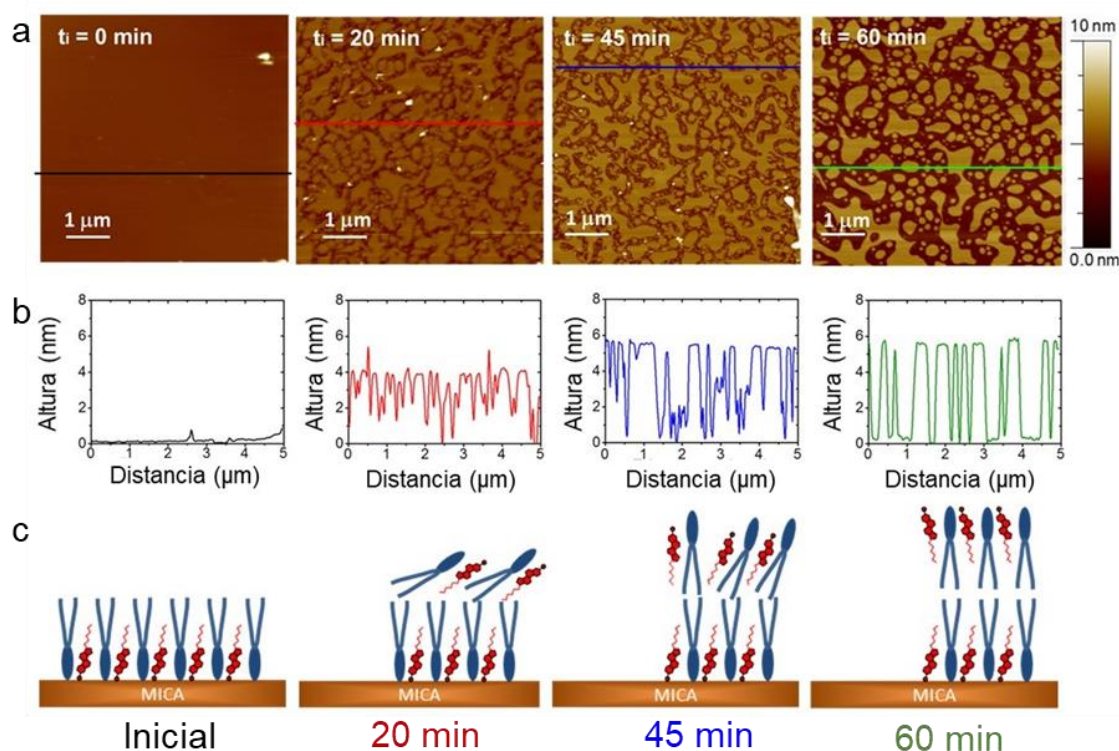 a
tᵢ = 0 min
tᵢ = 20 min
tᵢ = 45 min
tᵢ = 60 min
1 µm
1 µm
1 µm
1 µm
10 nm
0.0 nm
b
Altura (nm)
8
6
4
2
0
0 1 2 3 4 5
Distancia (µm)
Altura (nm)
8
6
4
2
0
0 1 2 3 4 5
Distancia (µm)
Altura (nm)
8
6
4
2
0
0 1 2 3 4 5
Distancia (µm)
Altura (nm)
8
6
4
2
0
0 1 2 3 4 5
Distancia (µm)
c
MICA
MICA
MICA
MICA
Inicial
20 min
45 min
60 min